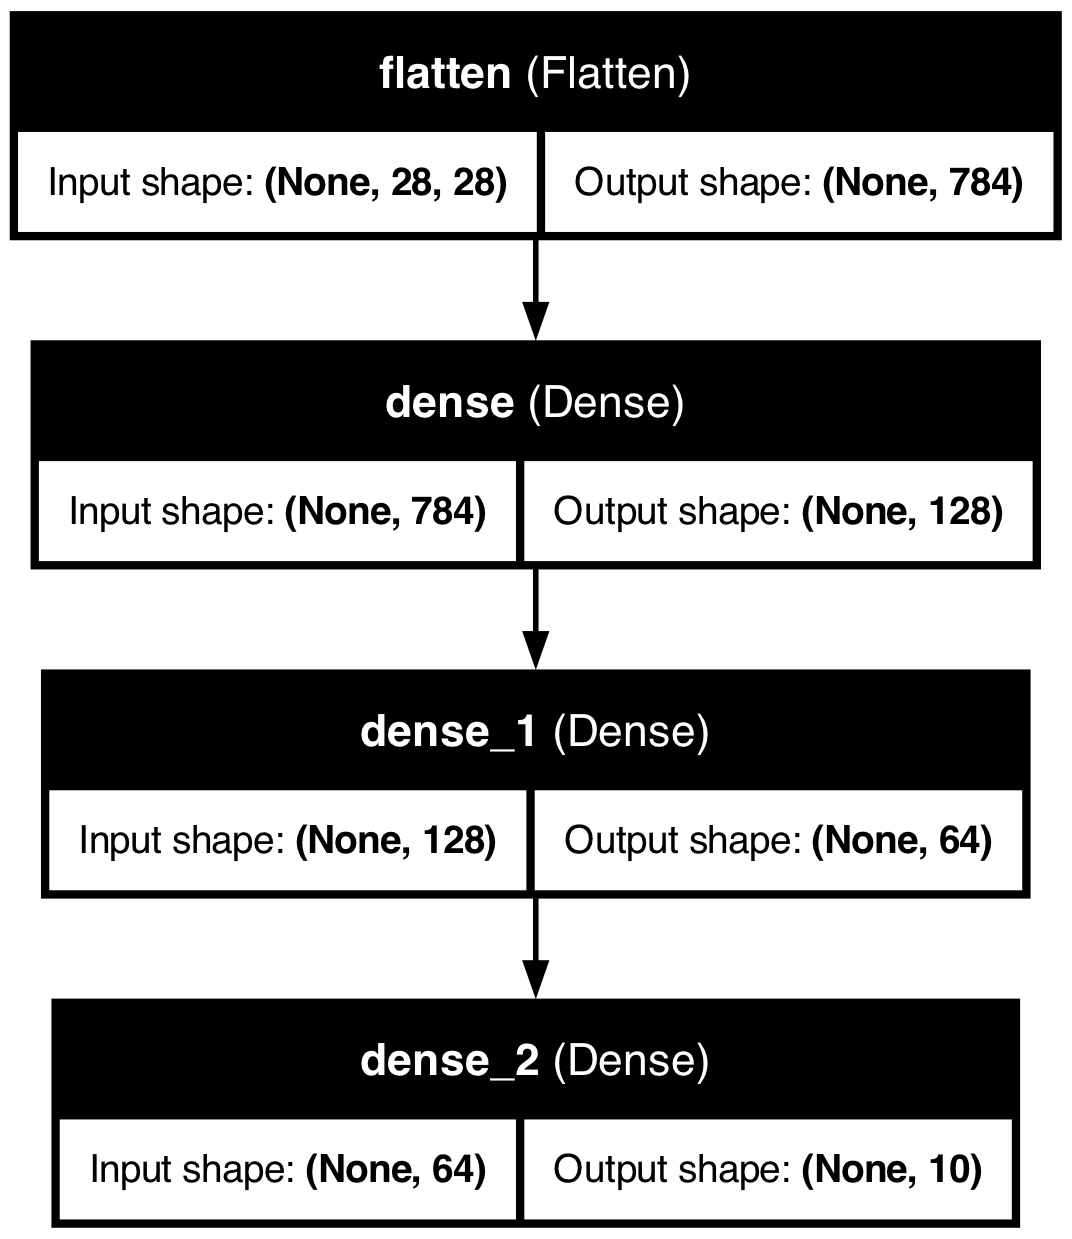 flatten (Flatten)
Input shape: (None, 28, 28)
Output shape: (None, 784)
dense (Dense)
Input shape: (None, 784)
Output shape: (None, 128)
dense_1 (Dense)
Input shape: (None, 128)
Output shape: (None, 64)
dense_2 (Dense)
Input shape: (None, 64)
Output shape: (None, 10)